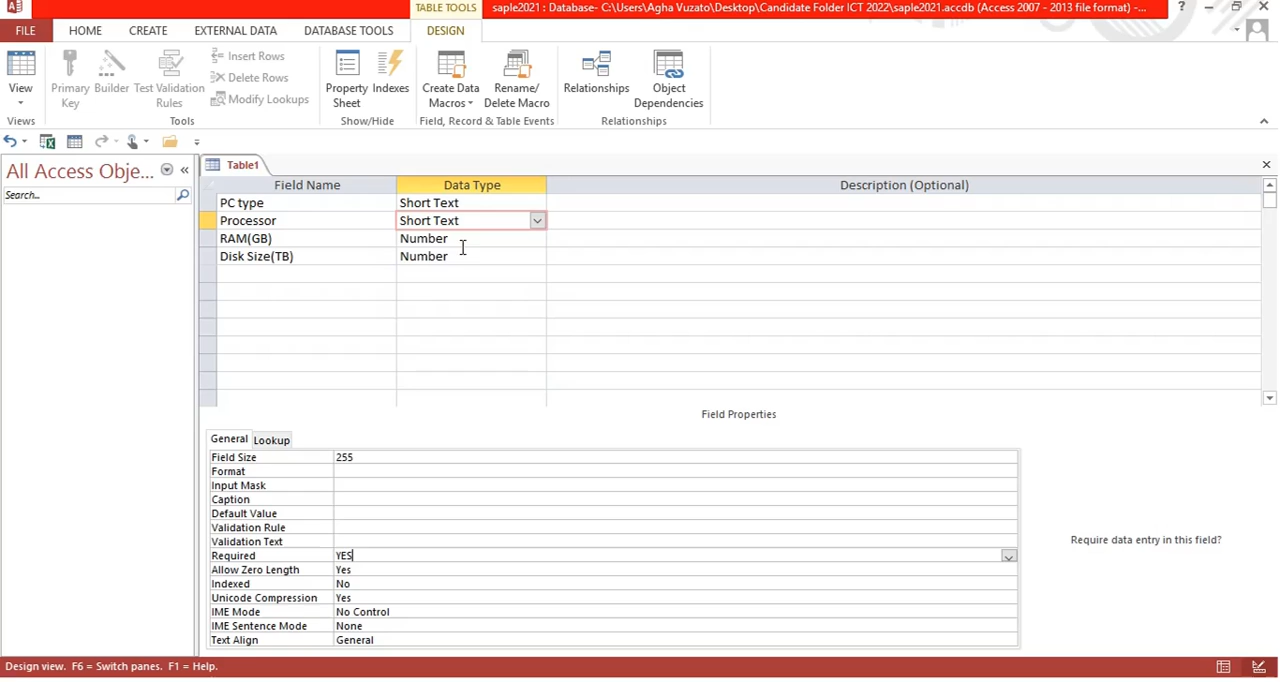 TABLE TOOLS
saple2021 : Database- C:\Users\Agha Vuzato\Desktop\Candidate Folder ICT 2022\saple2021.accdb (Access 2007 - 2013 file format) -...
?
FILE HOME CREATE EXTERNAL DATA DATABASE TOOLS DESIGN
View
Views
Primary Key
Builder
Test Validation Rules
Insert Rows
Delete Rows
Modify Lookups
Tools
Property Sheet
Indexes
Show/Hide
Create Data Macros
Rename/ Delete Macro
Field, Record & Table Events
Relationships
Object Dependencies
Relationships
All Access Obje...
Search...
Table1
Field Name Data Type Description (Optional)
PC type Short Text
Processor Short Text
RAM(GB) Number
Disk Size(TB) Number
Field Properties
General Lookup
Field Size 255
Format
Input Mask
Caption
Default Value
Validation Rule
Validation Text
Required YES
Allow Zero Length Yes
Indexed No
Unicode Compression Yes
IME Mode No Control
IME Sentence Mode None
Text Align General
Require data entry in this field?
Design view. F6 = Switch panes. F1 = Help.